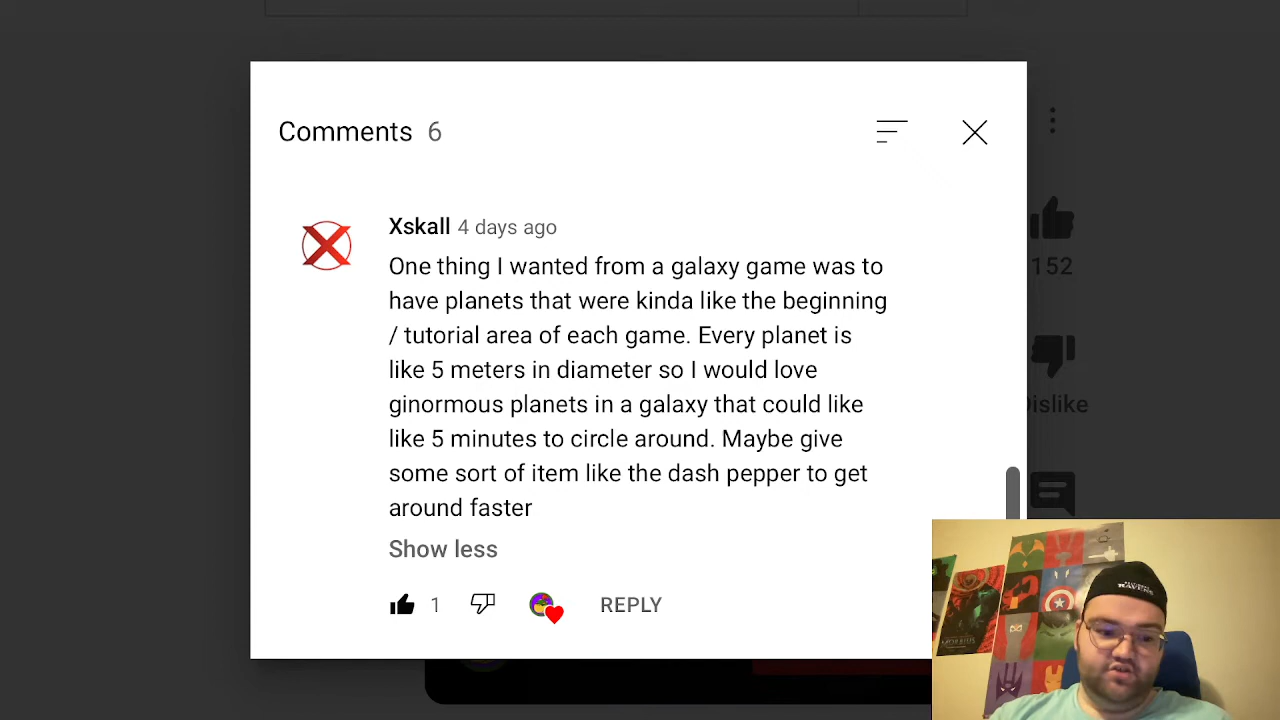 Comments 6
Xskall 4 days ago
One thing I wanted from a galaxy game was to
have planets that were kinda like the beginning
/ tutorial area of each game. Every planet is
like 5 meters in diameter so I would love
ginormous planets in a galaxy that could like
like 5 minutes to circle around. Maybe give
some sort of item like the dash pepper to get
around faster
Show less
1
REPLY
152
Dislike